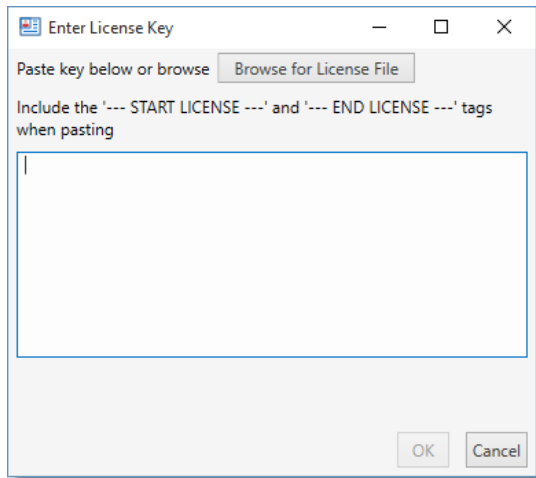 Enter License Key
Paste key below or browse Browse for License File
Include the '--- START LICENSE ---' and '--- END LICENSE ---' tags
when pasting
OK Cancel